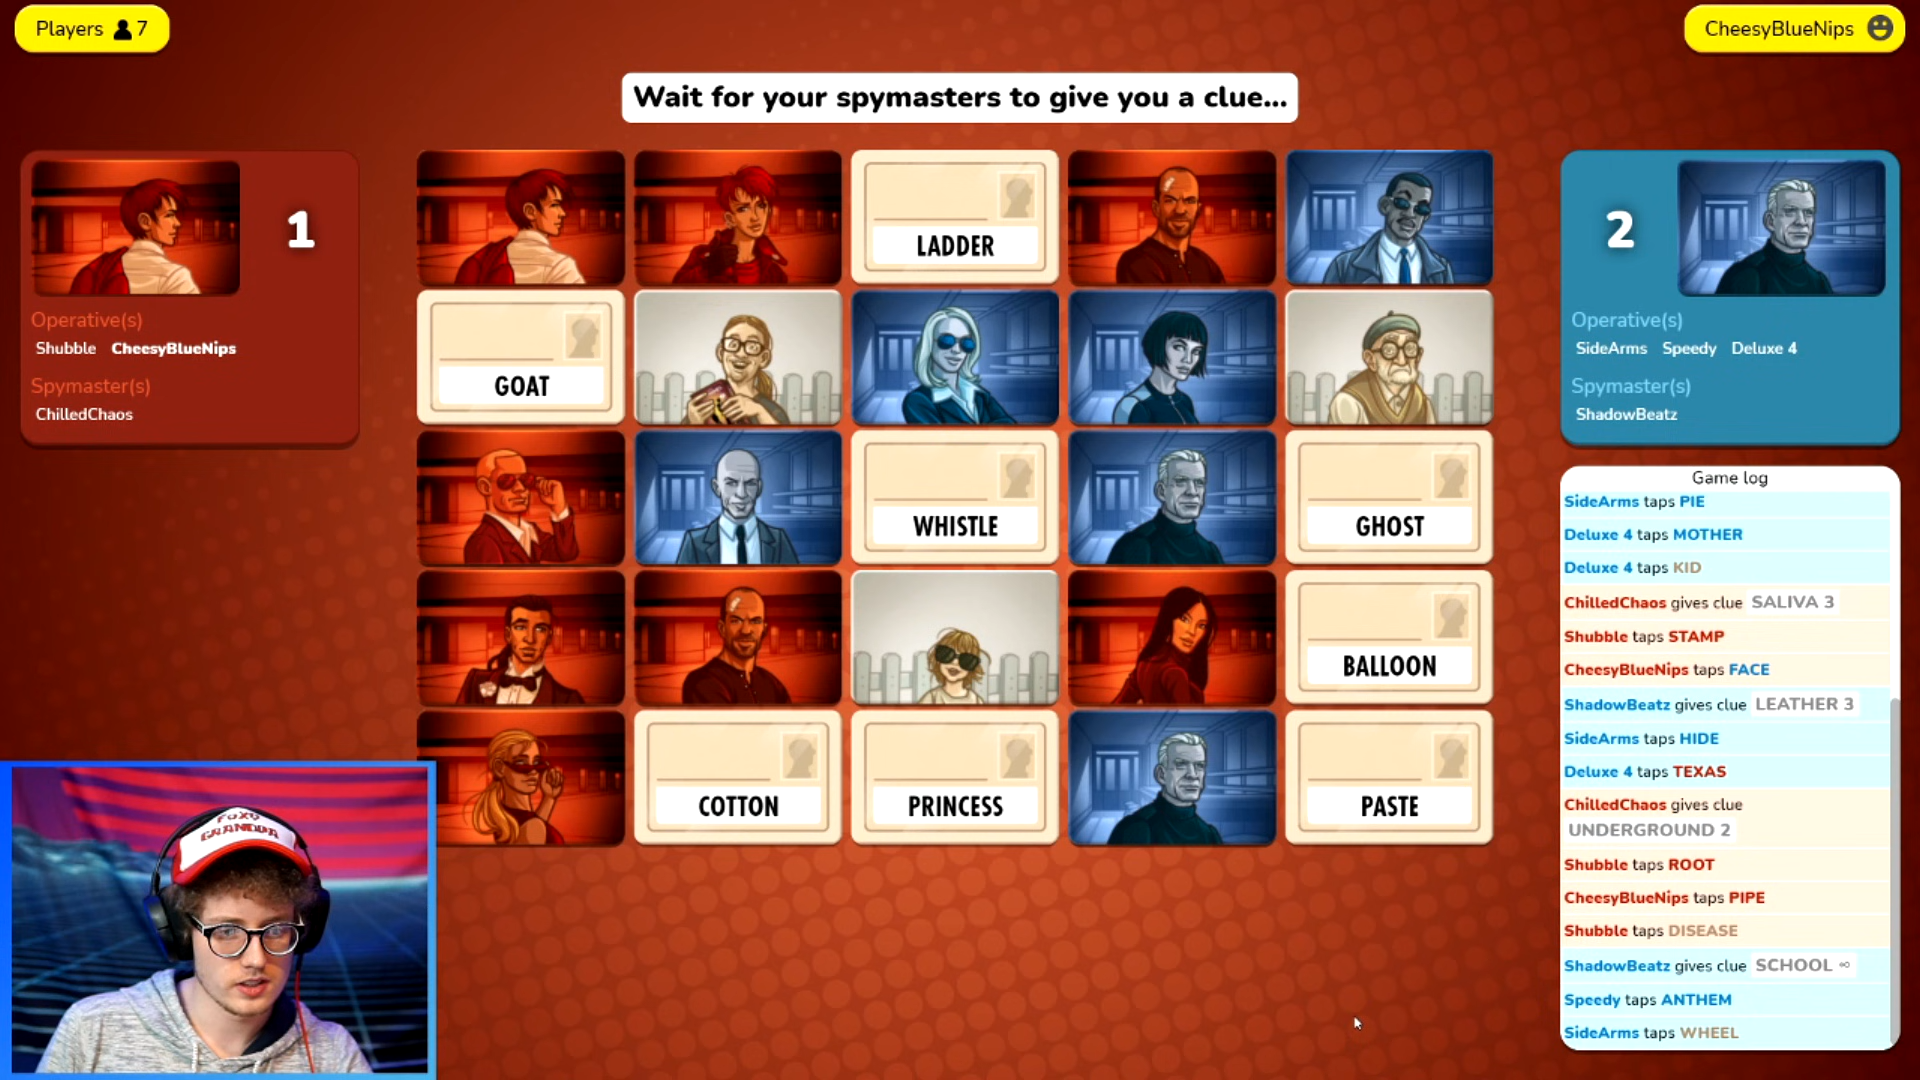 Players 7
CheesyBlueNips
Wait for your spymasters to give you a clue...
1
Operative(s)
Shubble CheesyBlueNips
Spymaster(s)
ChilledChaos
LADDER
GOAT
WHISTLE
GHOST
BALLOON
COTTON
PRINCESS
PASTE
2
Operative(s)
SideArms Speedy Deluxe 4
Spymaster(s)
ShadowBeatz
Game log
SideArms taps PIE
Deluxe 4 taps MOTHER
Deluxe 4 taps KID
ChilledChaos gives clue SALIVA 3
Shubble taps STAMP
CheesyBlueNips taps FACE
ShadowBeatz gives clue LEATHER 3
SideArms taps HIDE
Deluxe 4 taps TEXAS
ChilledChaos gives clue
UNDERGROUND 2
Shubble taps ROOT
CheesyBlueNips taps PIPE
Shubble taps DISEASE
ShadowBeatz gives clue SCHOOL ∞
Speedy taps ANTHEM
SideArms taps WHEEL
FOXY
GRANDPA